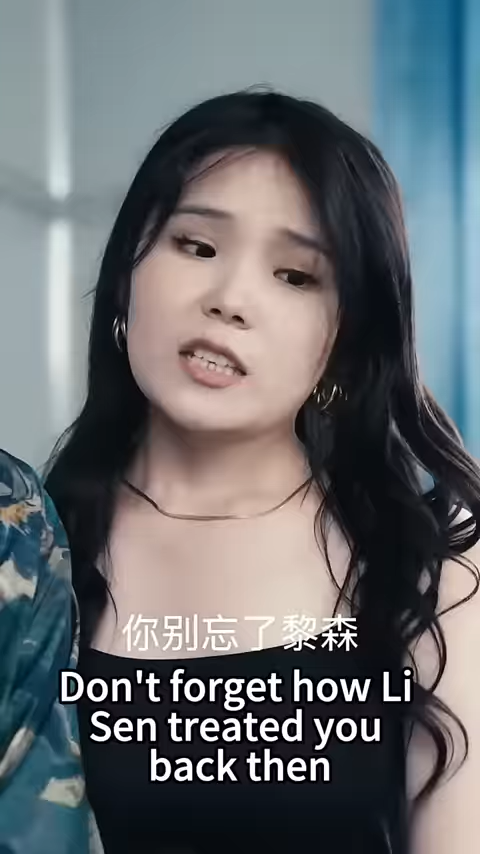 你别忘了黎森
Don't forget how Li
Sen treated you
back then